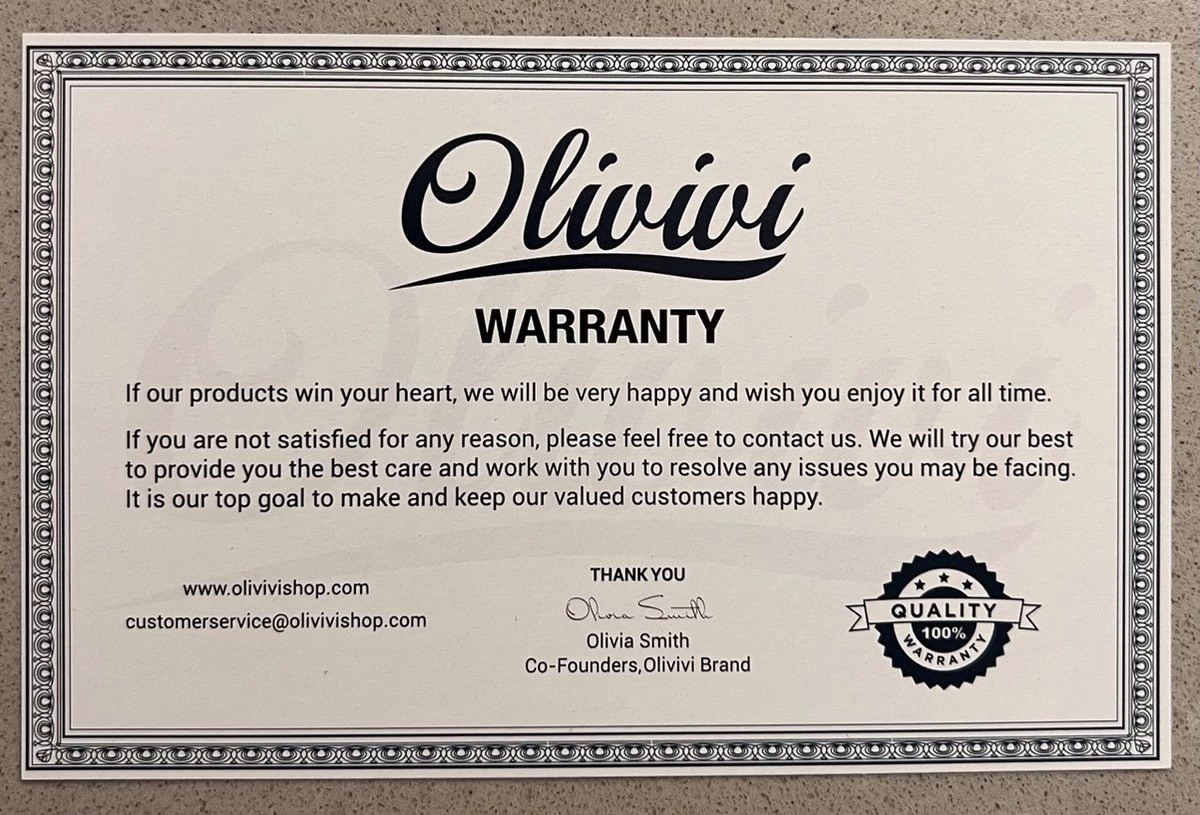 Olivivi
WARRANTY
If our products win your heart, we will be very happy and wish you enjoy it for all time.
If you are not satisfied for any reason, please feel free to contact us. We will try our best
to provide you the best care and work with you to resolve any issues you may be facing.
It is our top goal to make and keep our valued customers happy.
www.olivivishop.com
customerservice@olivivishop.com
THANK YOU
Olivia Smith
Olivia Smith
Co-Founders,Olivivi Brand
QUALITY
100%
WARRANTY